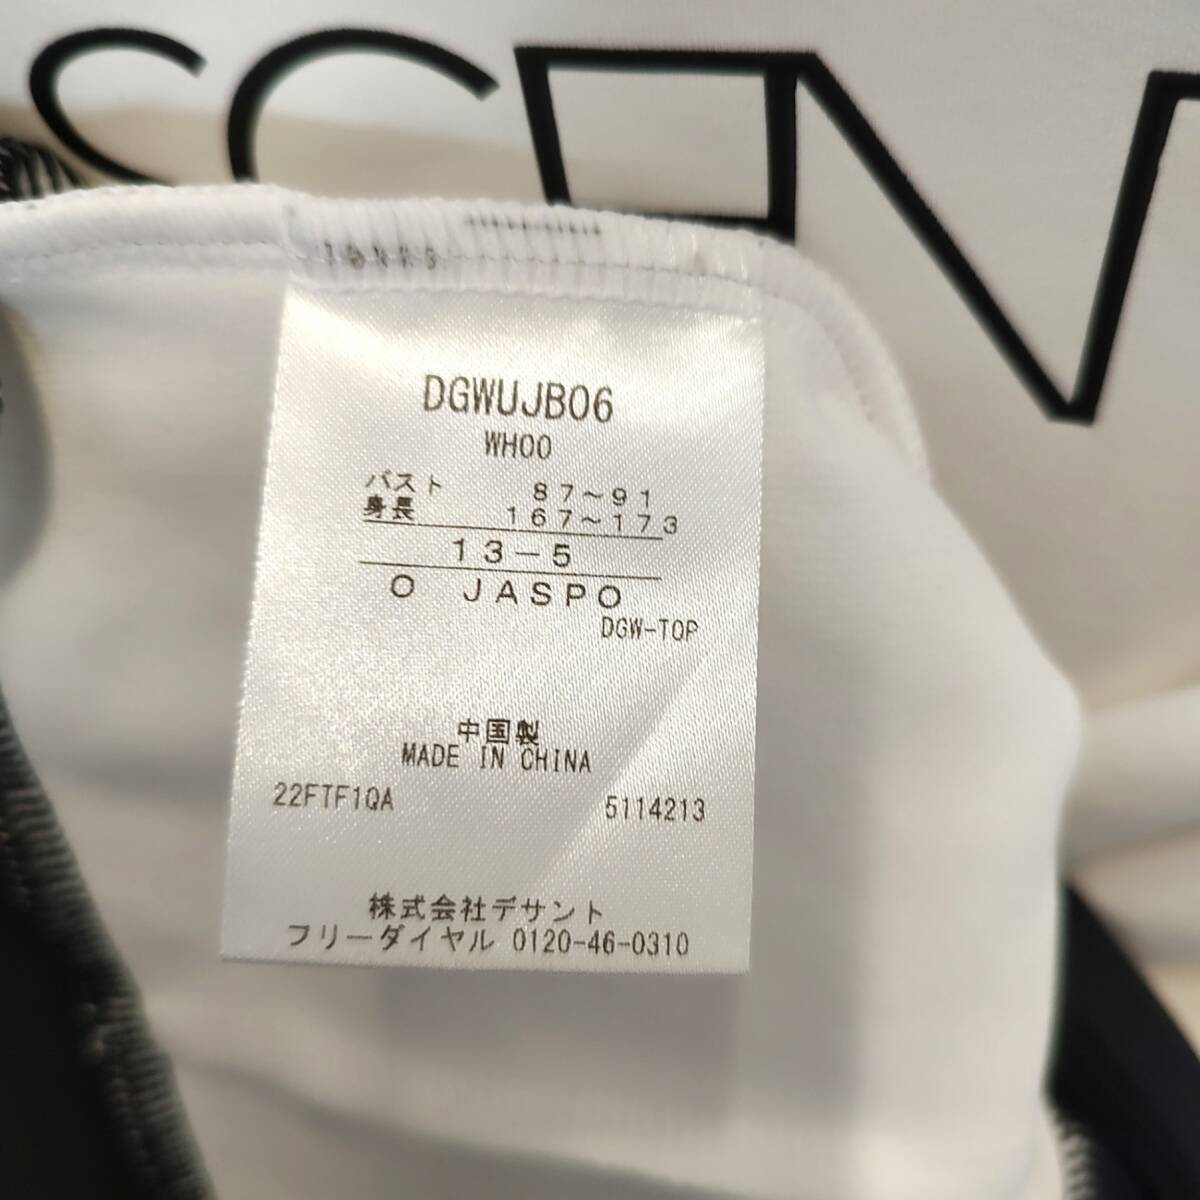 SCEN
DGWUJB06
WH00
バスト 87～91
身長 167～173
13-5
O JASPO
DGW-TOP
中国製
MADE IN CHINA
22FTF1QA 5114213
株式会社デサント
フリーダイヤル 0120-46-0310